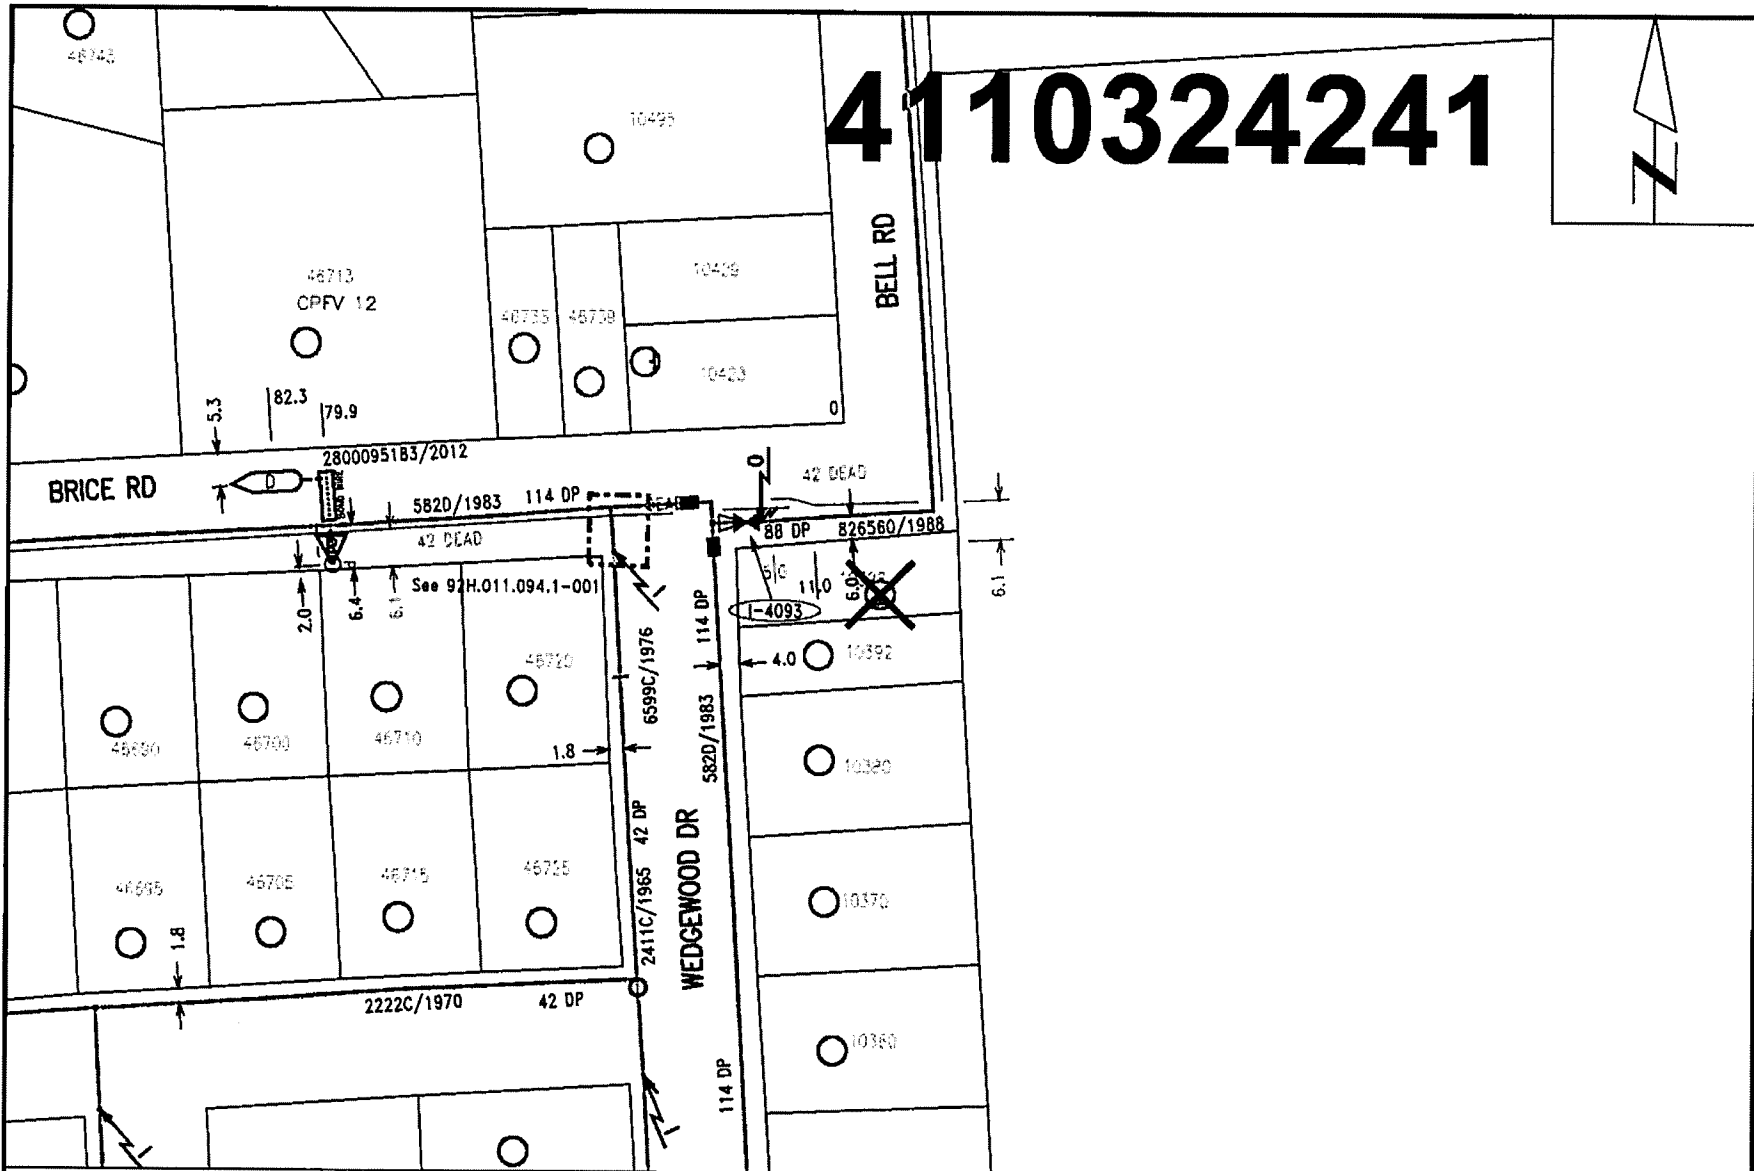 4110324241
N
46743
10495
BELL RD
46713
CPFV 12
10429
46735
46739
10423
0
82.3
79.9
5.3
2800095183/2012
BRICE RD
D
582D/1983
114 DP
42 DEAD
O
42 DEAD
88 DP
826560/1988
6.1
See 92H.011.094.1-001
2.0
6.4
6.1
11.0
6.0
I-4093
114 DP
4.0
10392
6599C/1976
46720
46690
46700
46710
1.8
582D/1983
10380
42 DP
WEDGEWOOD DR
46695
46705
46715
46725
2411C/1965
10370
1.8
2222C/1970
42 DP
10360
114 DP